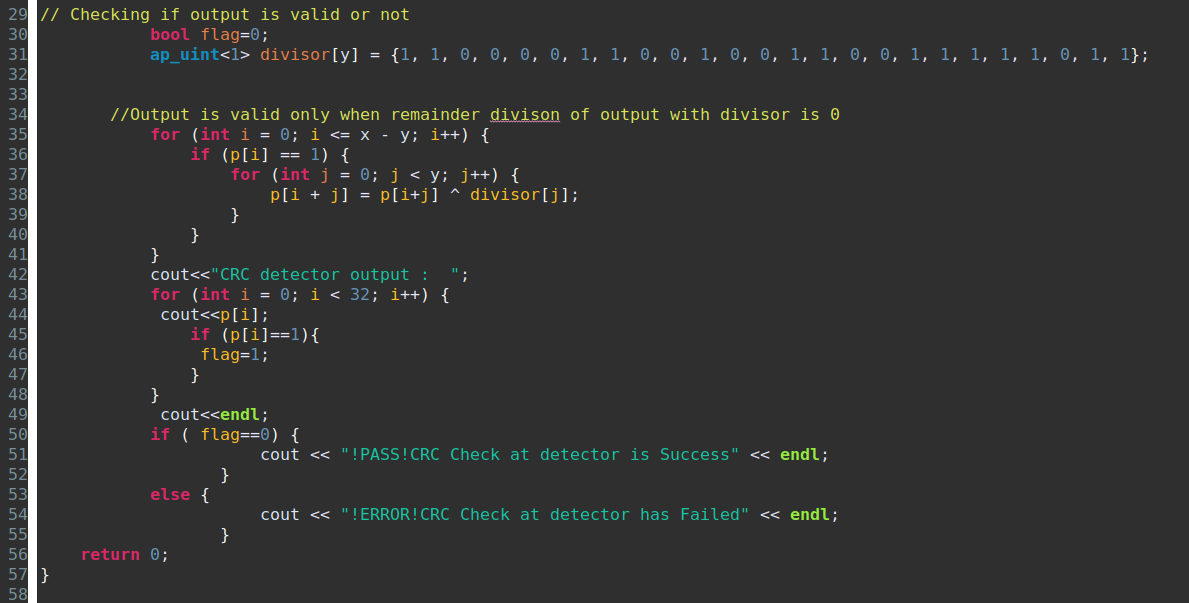 29 // Checking if output is valid or not
30 bool flag=0;
31 ap_uint<1> divisor[y] = {1, 1, 0, 0, 0, 0, 1, 1, 0, 0, 1, 0, 0, 1, 1, 0, 0, 1, 1, 1, 1, 1, 0, 1, 1};
32
33
34 //Output is valid only when remainder divison of output with divisor is 0
35 for (int i = 0; i <= x - y; i++) {
36 if (p[i] == 1) {
37 for (int j = 0; j < y; j++) {
38 p[i + j] = p[i+j] ^ divisor[j];
39 }
40 }
41 }
42 cout<<"CRC detector output :  ";
43 for (int i = 0; i < 32; i++) {
44 cout<<p[i];
45 if (p[i]==1){
46 flag=1;
47 }
48 }
49 cout<<endl;
50 if ( flag==0) {
51 cout << "!PASS!CRC Check at detector is Success" << endl;
52 }
53 else {
54 cout << "!ERROR!CRC Check at detector has Failed" << endl;
55 }
56 return 0;
57 }
58